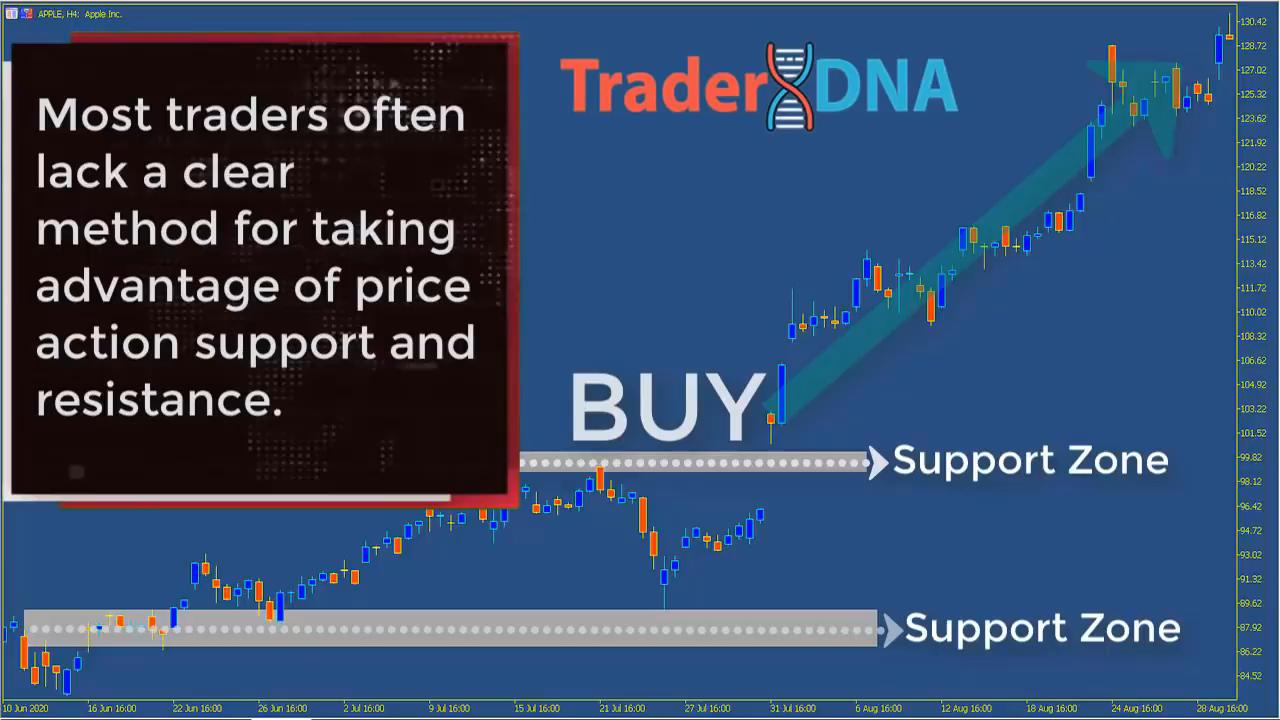 APPLE, H4: Apple Inc.
Most traders often
lack a clear
method for taking
advantage of price
action support and
resistance.
TraderDNA
BUY
Support Zone
Support Zone
130.42
128.72
127.02
125.32
123.62
121.92
120.22
118.52
116.82
115.12
113.42
111.72
110.02
108.32
106.62
104.92
103.22
101.52
99.82
98.12
96.42
94.72
93.02
91.32
89.62
87.92
86.22
84.52
10 Jun 2020 16 Jun 16:00 22 Jun 16:00 26 Jun 16:00 2 Jul 16:00 9 Jul 16:00 15 Jul 16:00 21 Jul 16:00 27 Jul 16:00 31 Jul 16:00 6 Aug 16:00 12 Aug 16:00 18 Aug 16:00 24 Aug 16:00 28 Aug 16:00